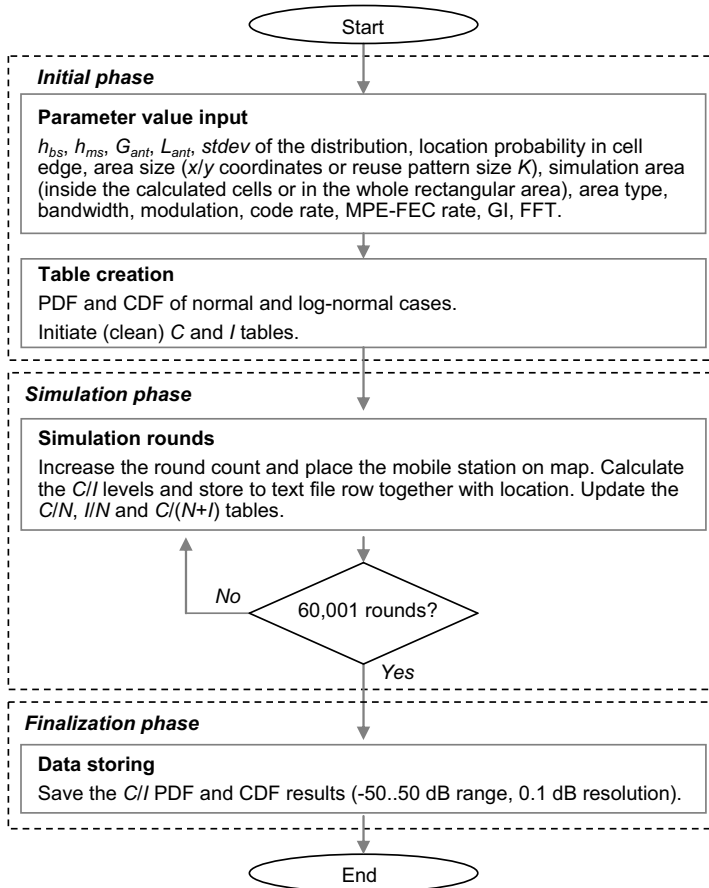 Start
Initial phase
Parameter value input
hbs, hms, Gant, Lant, stdev of the distribution, location probability in cell
edge, area size (x/y coordinates or reuse pattern size K), simulation area
(inside the calculated cells or in the whole rectangular area), area type,
bandwidth, modulation, code rate, MPE-FEC rate, GI, FFT.
Table creation
PDF and CDF of normal and log-normal cases.
Initiate (clean) C and I tables.
Simulation phase
Simulation rounds
Increase the round count and place the mobile station on map. Calculate
the C/I levels and store to text file row together with location. Update the
C/N, I/N and C/(N+I) tables.
No
60,001 rounds?
Yes
Finalization phase
Data storing
Save the C/I PDF and CDF results (-50..50 dB range, 0.1 dB resolution).
End